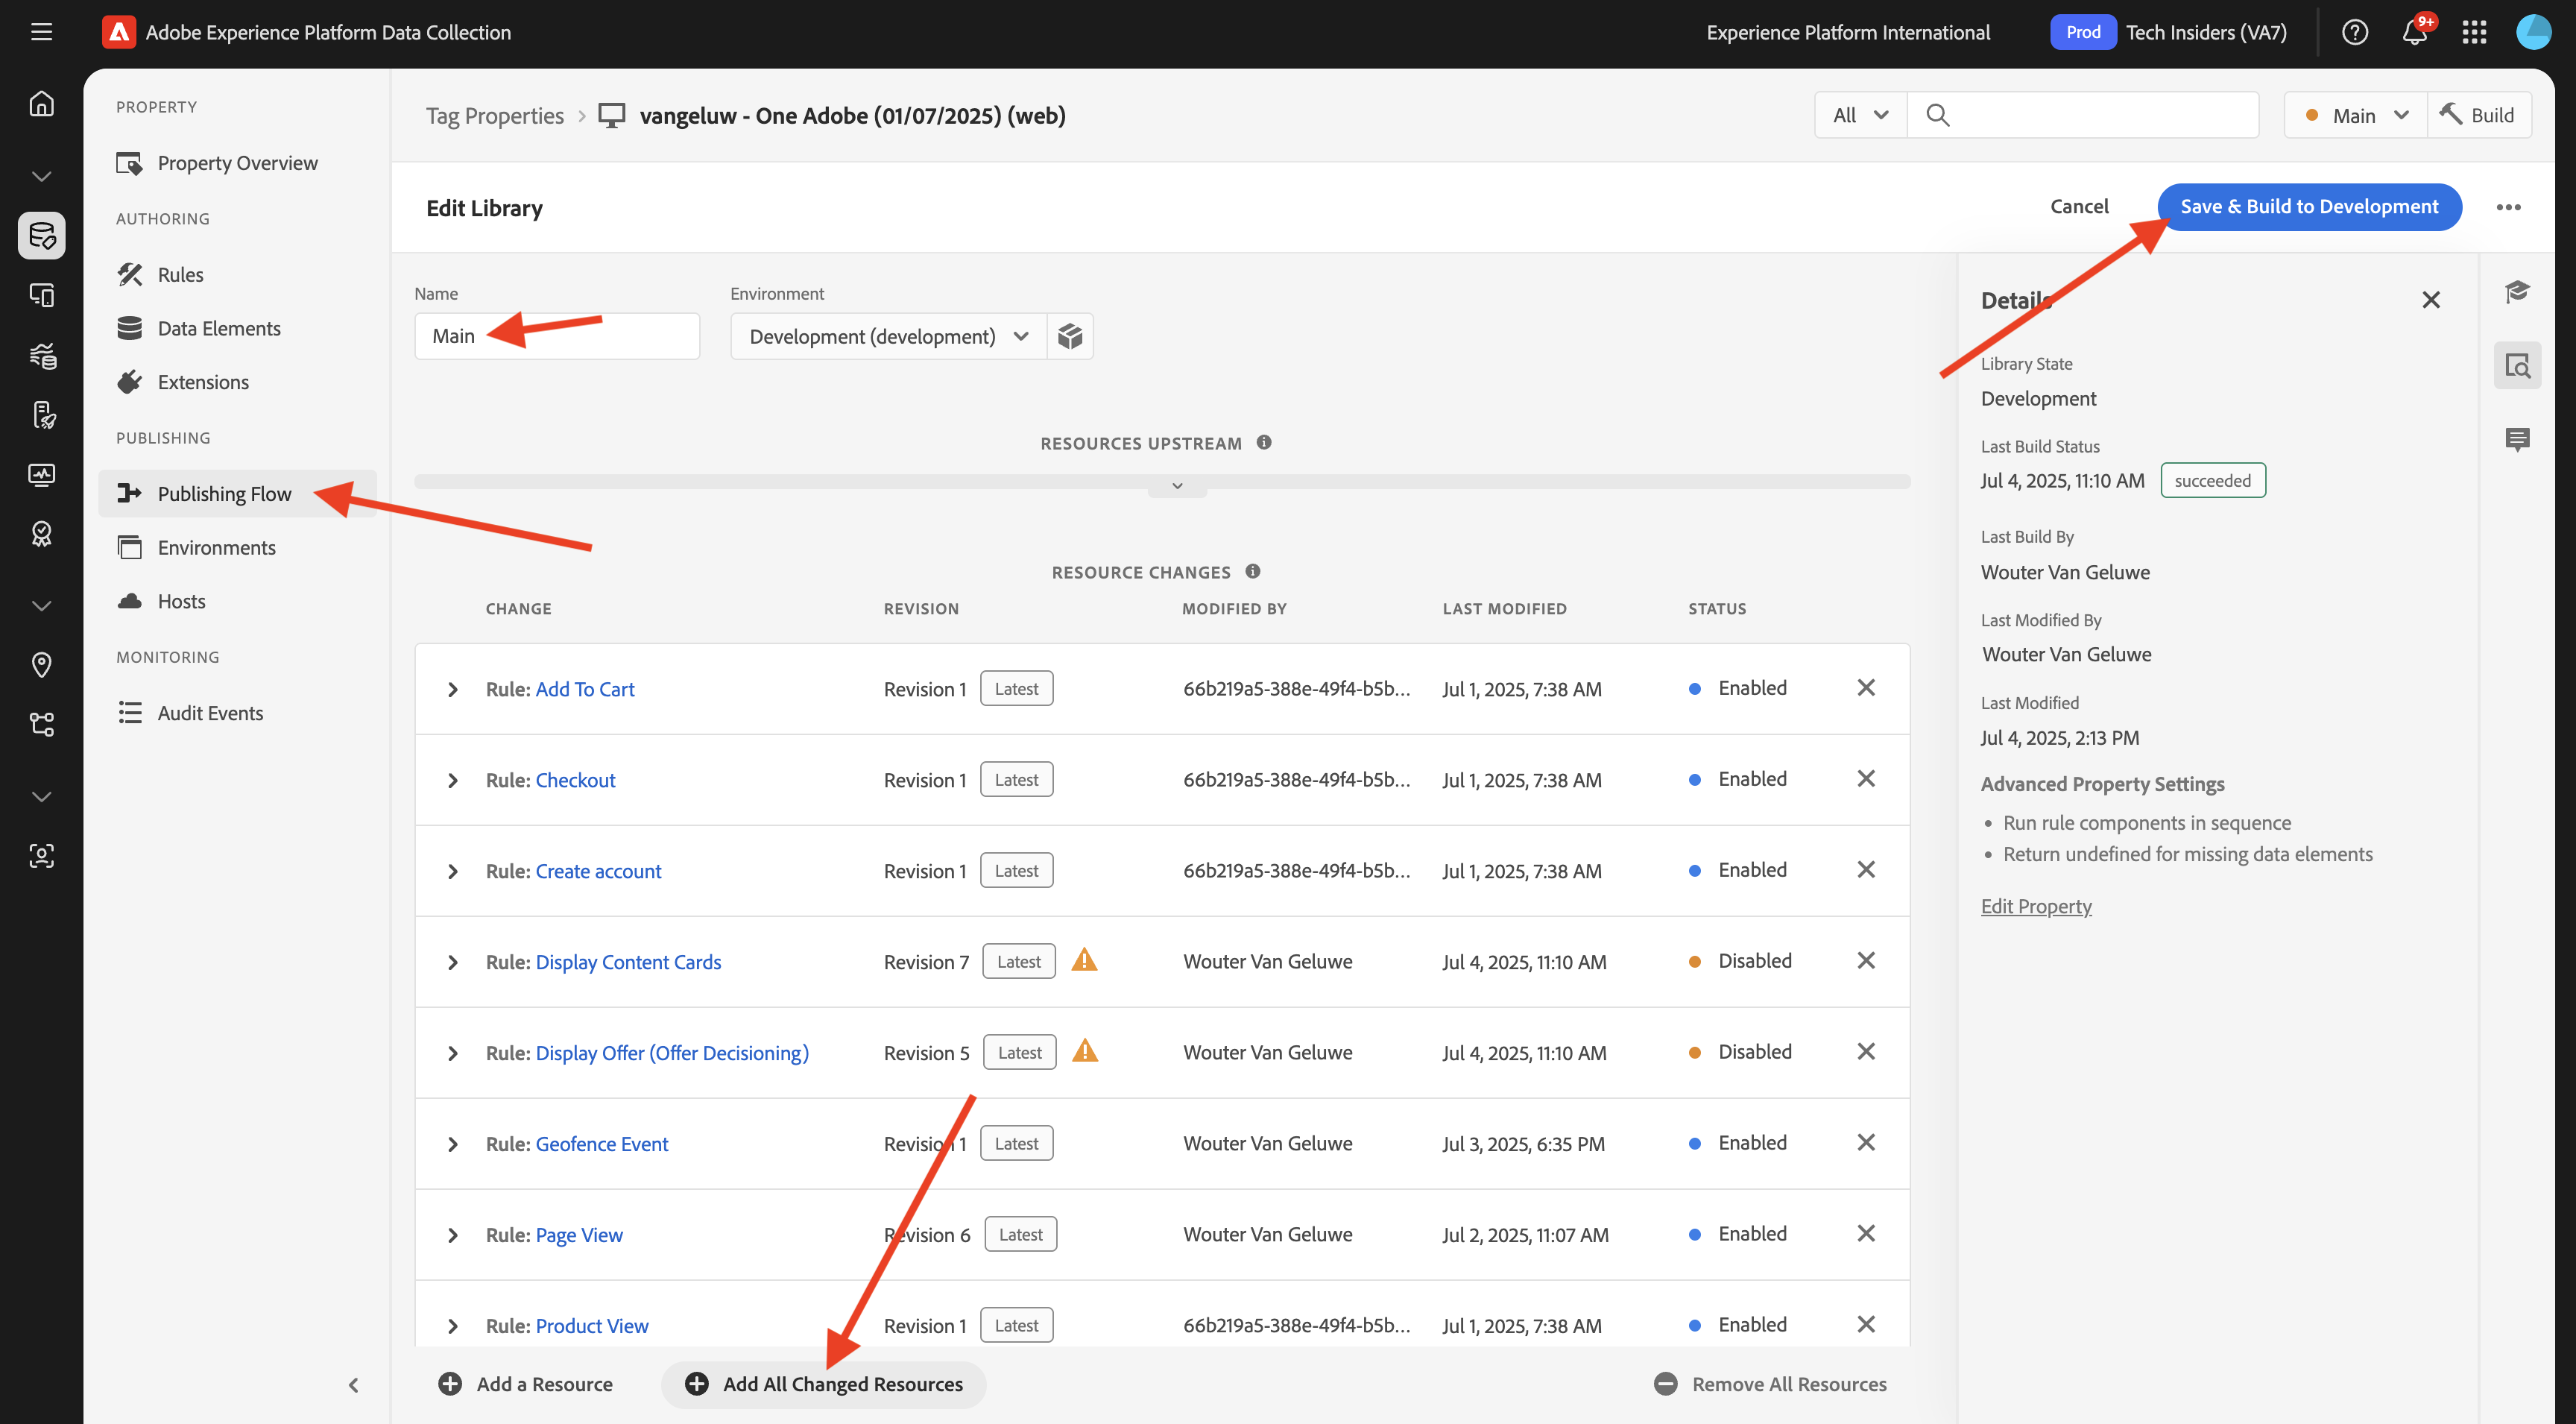 Adobe Experience Platform Data Collection
Experience Platform International
Prod
Tech Insiders (VA7)
9+
PROPERTY
Property Overview
AUTHORING
Rules
Data Elements
Extensions
PUBLISHING
Publishing Flow
Environments
Hosts
MONITORING
Audit Events
Tag Properties
vangeluw - One Adobe (01/07/2025) (web)
All
Main
Build
Edit Library
Cancel
Save & Build to Development
Name
Main
Environment
Development (development)
RESOURCES UPSTREAM
RESOURCE CHANGES
CHANGE REVISION MODIFIED BY LAST MODIFIED STATUS
Rule: Add To Cart Revision 1 Latest 66b219a5-388e-49f4-b5b... Jul 1, 2025, 7:38 AM Enabled
Rule: Checkout Revision 1 Latest 66b219a5-388e-49f4-b5b... Jul 1, 2025, 7:38 AM Enabled
Rule: Create account Revision 1 Latest 66b219a5-388e-49f4-b5b... Jul 1, 2025, 7:38 AM Enabled
Rule: Display Content Cards Revision 7 Latest Wouter Van Geluwe Jul 4, 2025, 11:10 AM Disabled
Rule: Display Offer (Offer Decisioning) Revision 5 Latest Wouter Van Geluwe Jul 4, 2025, 11:10 AM Disabled
Rule: Geofence Event Revision 1 Latest Wouter Van Geluwe Jul 3, 2025, 6:35 PM Enabled
Rule: Page View Revision 6 Latest Wouter Van Geluwe Jul 2, 2025, 11:07 AM Enabled
Rule: Product View Revision 1 Latest 66b219a5-388e-49f4-b5b... Jul 1, 2025, 7:38 AM Enabled
Add a Resource
Add All Changed Resources
Remove All Resources
Details
Library State
Development
Last Build Status
Jul 4, 2025, 11:10 AM succeeded
Last Build By
Wouter Van Geluwe
Last Modified By
Wouter Van Geluwe
Last Modified
Jul 4, 2025, 2:13 PM
Advanced Property Settings
• Run rule components in sequence
• Return undefined for missing data elements
Edit Property